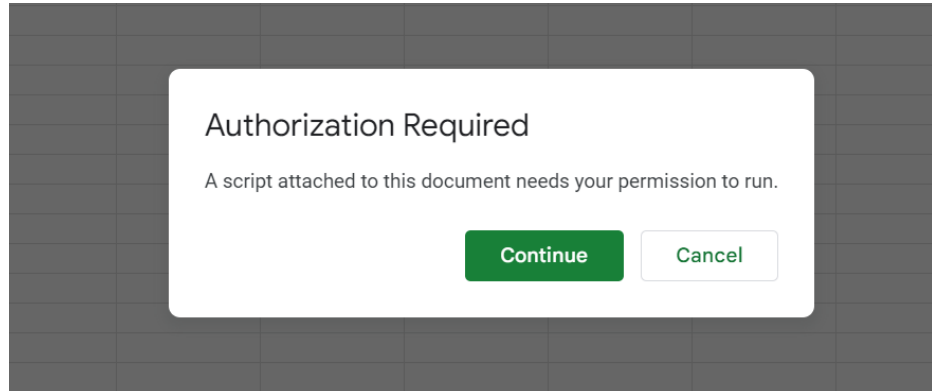 Authorization Required
A script attached to this document needs your permission to run.
Continue Cancel